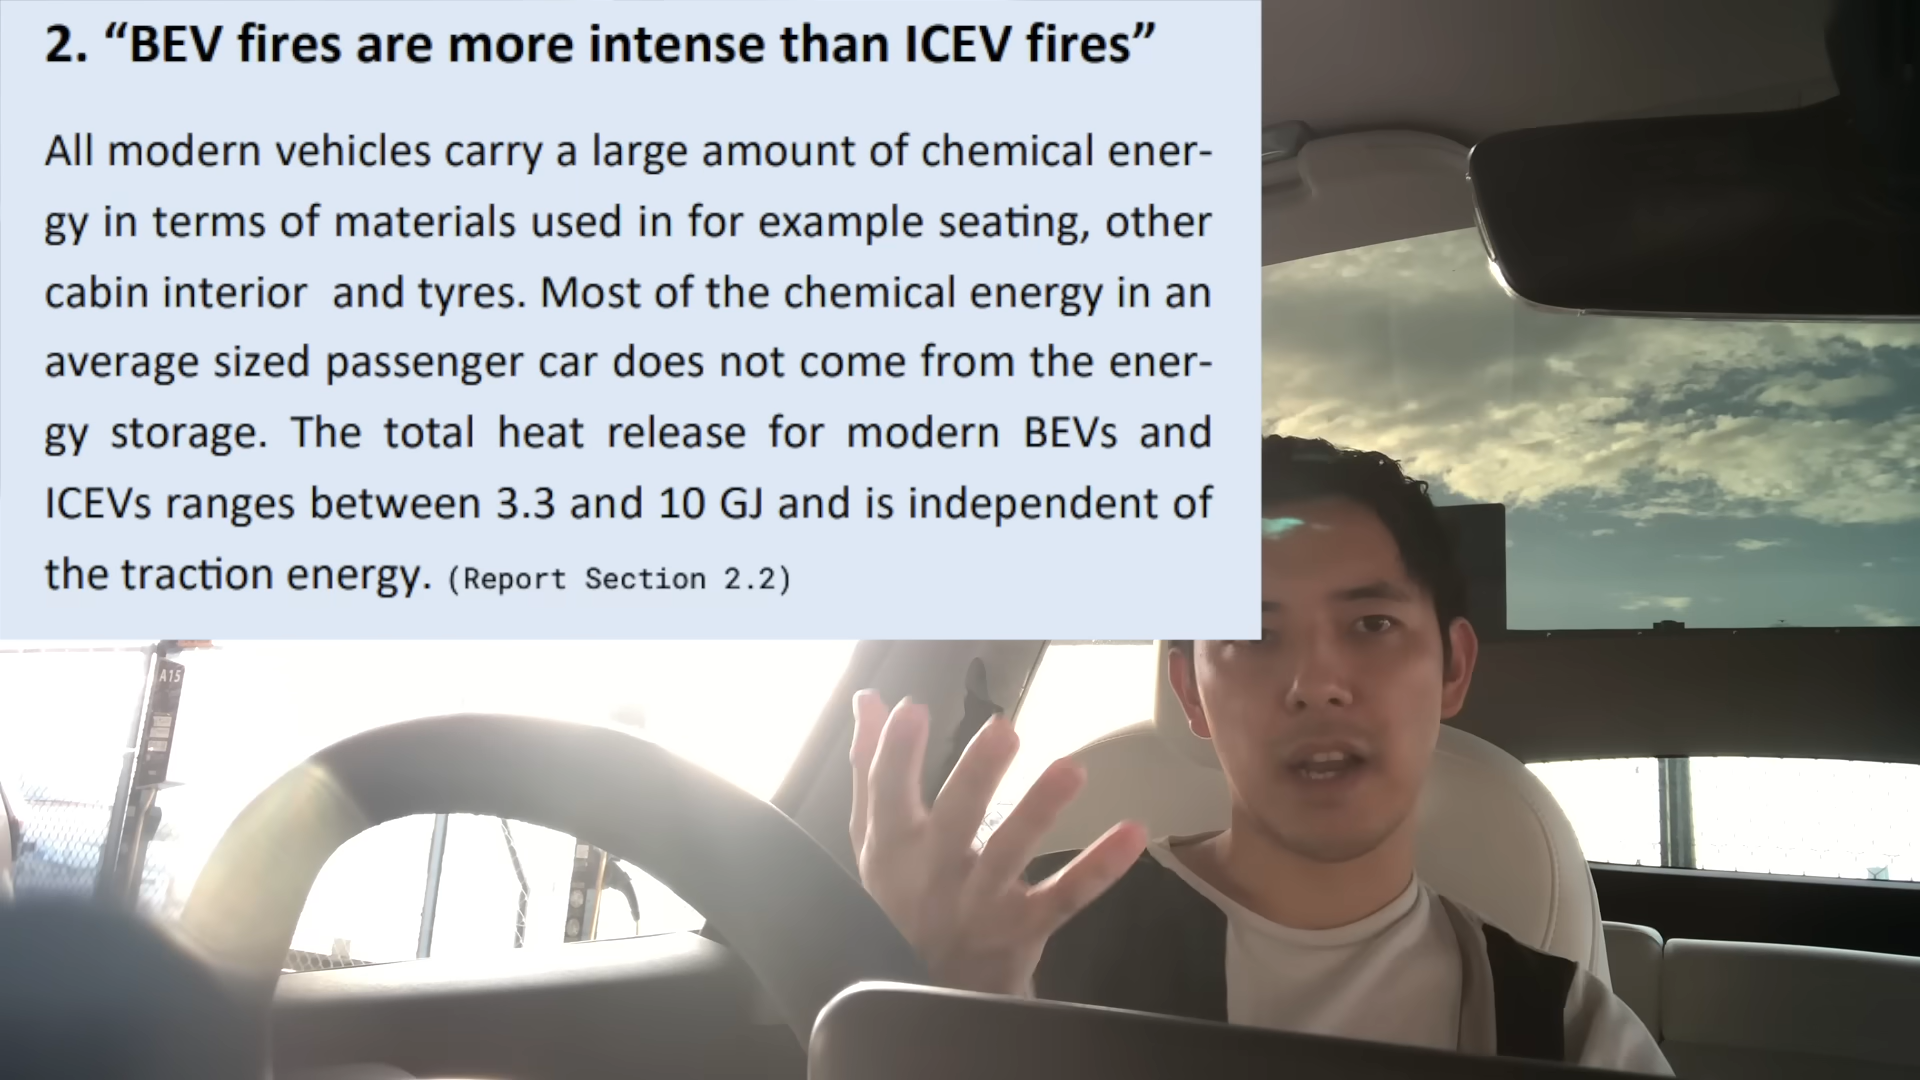 2. “BEV fires are more intense than ICEV fires”
All modern vehicles carry a large amount of chemical ener-
gy in terms of materials used in for example seating, other
cabin interior and tyres. Most of the chemical energy in an
average sized passenger car does not come from the ener-
gy storage. The total heat release for modern BEVs and
ICEVs ranges between 3.3 and 10 GJ and is independent of
the traction energy. (Report Section 2.2)
A15